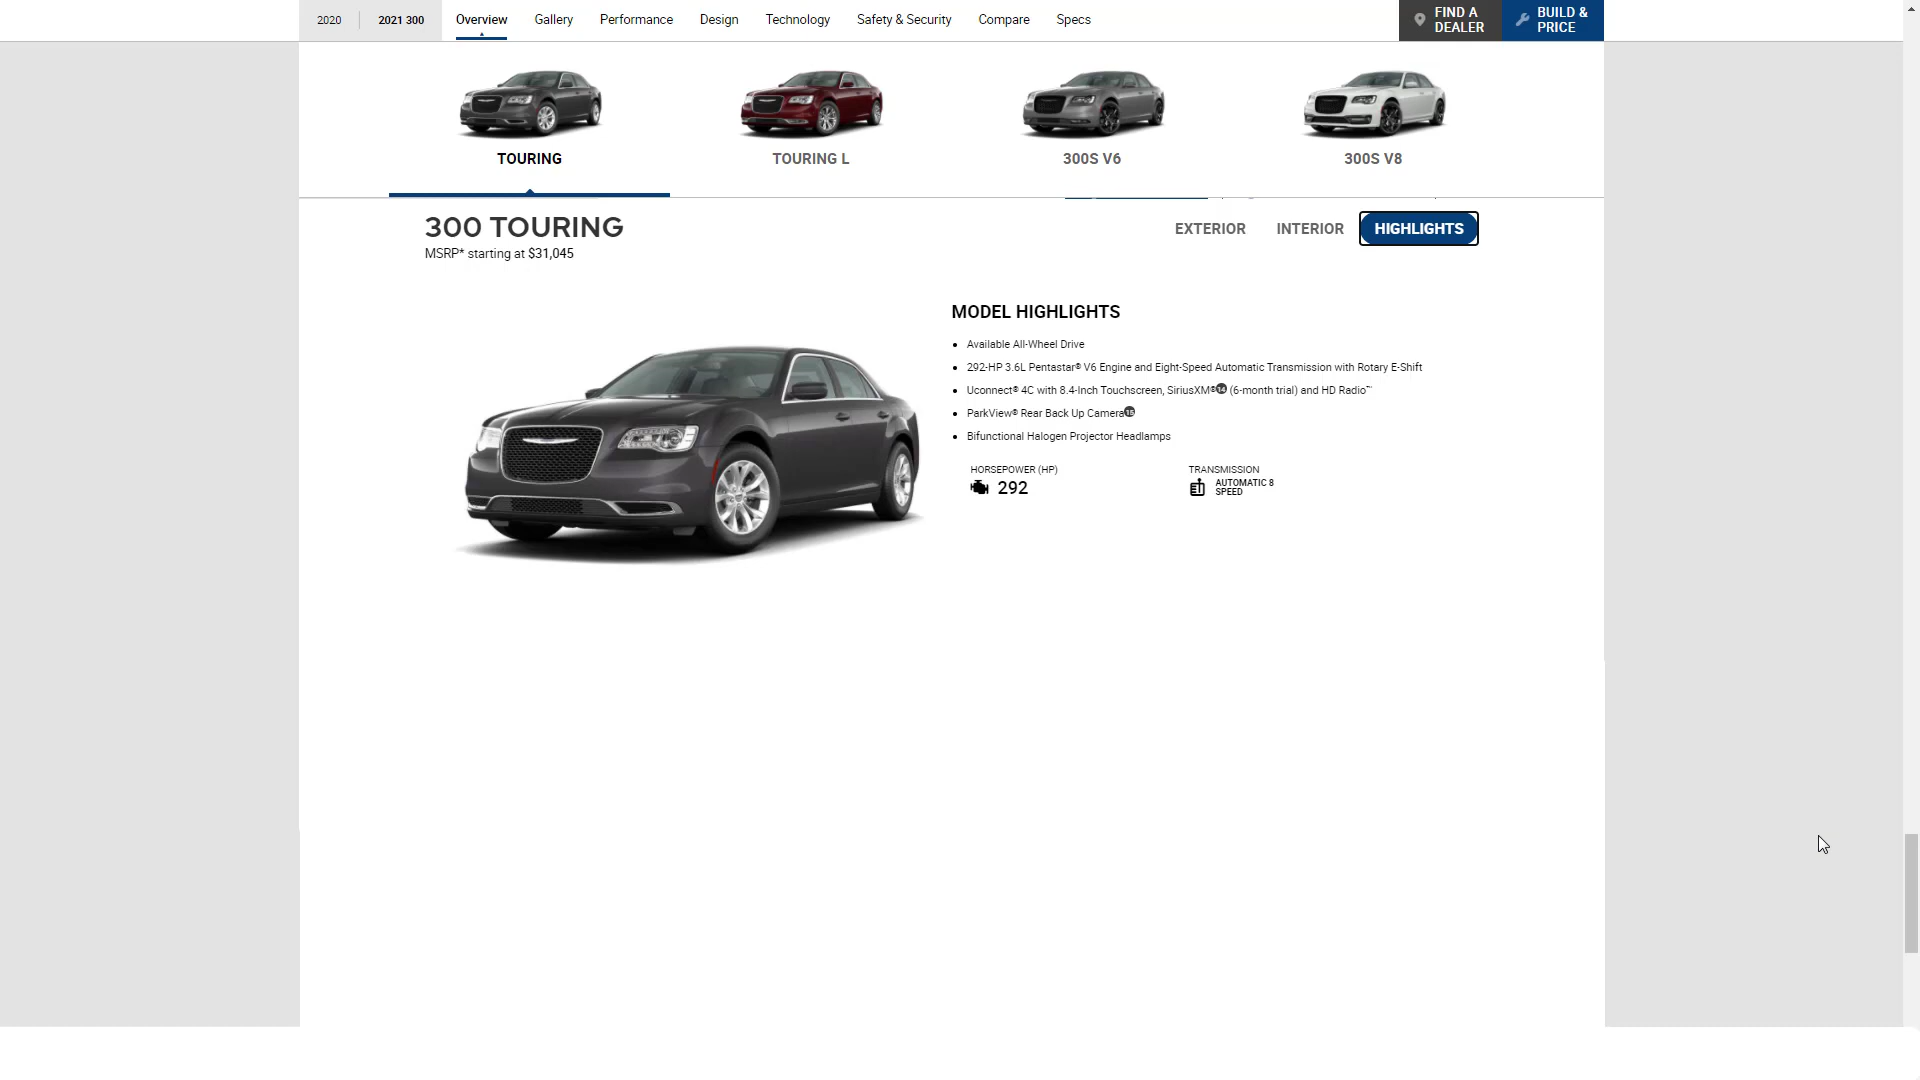 2020
2021 300
Overview
Gallery
Performance
Design
Technology
Safety & Security
Compare
Specs
FIND A
DEALER
BUILD &
PRICE
TOURING
TOURING L
300S V6
300S V8
300 TOURING
MSRP* starting at $31,045
EXTERIOR
INTERIOR
HIGHLIGHTS
MODEL HIGHLIGHTS
Available All-Wheel Drive
292-HP 3.6L Pentastar® V6 Engine and Eight-Speed Automatic Transmission with Rotary E-Shift
Uconnect® 4C with 8.4-Inch Touchscreen, SiriusXM®14 (6-month trial) and HD Radio™
ParkView® Rear Back Up Camera15
Bifunctional Halogen Projector Headlamps
HORSEPOWER (HP)
292
TRANSMISSION
AUTOMATIC 8
SPEED